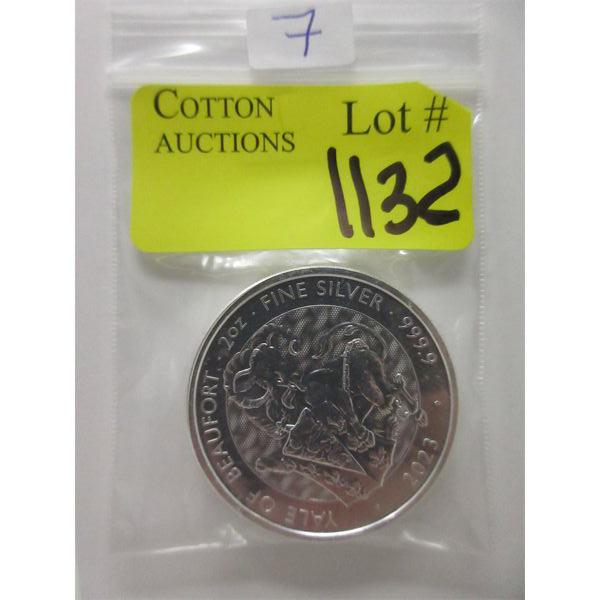 7
COTTON
AUCTIONS
Lot #
1132
YALE OF BEAUFORT · 2oz · FINE SILVER · 999.9 · 2023